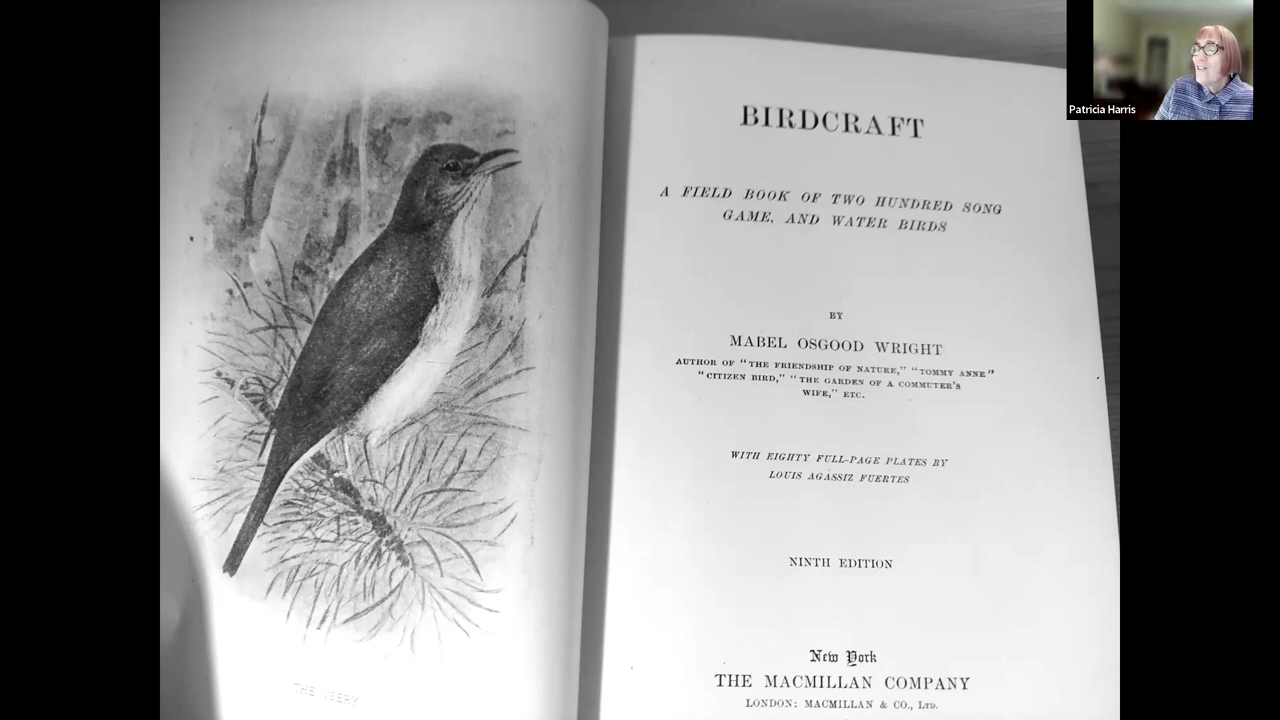 THE VEERY
BIRDCRAFT
A FIELD BOOK OF TWO HUNDRED SONG
GAME, AND WATER BIRDS
BY
MABEL OSGOOD WRIGHT
AUTHOR OF "THE FRIENDSHIP OF NATURE," "TOMMY ANNE"
"CITIZEN BIRD," "THE GARDEN OF A COMMUTER'S
WIFE," ETC.
WITH EIGHTY FULL-PAGE PLATES BY
LOUIS AGASSIZ FUERTES
NINTH EDITION
New York
THE MACMILLAN COMPANY
LONDON: MACMILLAN & CO., LTD.
Patricia Harris